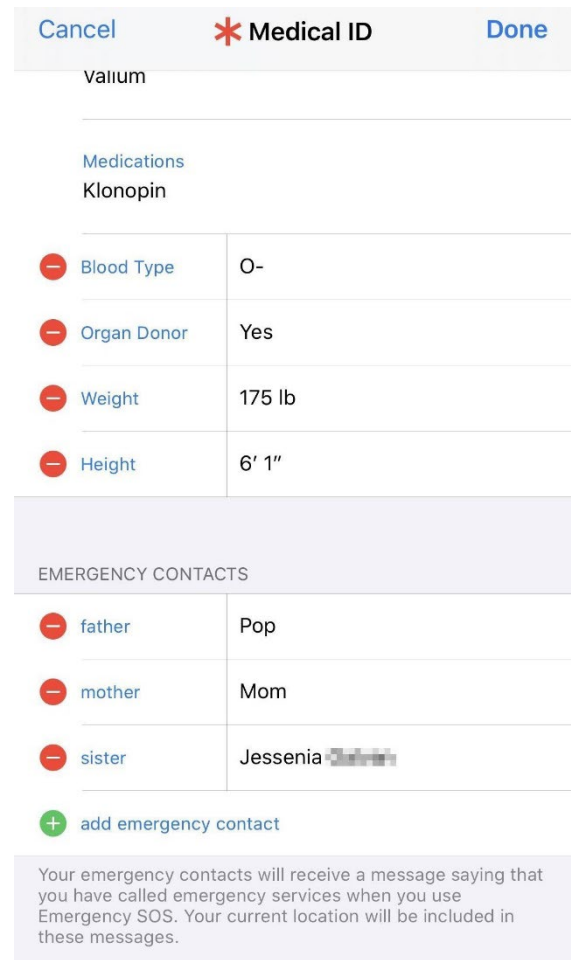 Cancel Medical ID Done
Valium
Medications
Klonopin
Blood Type O-
Organ Donor Yes
Weight 175 lb
Height 6' 1"
EMERGENCY CONTACTS
father Pop
mother Mom
sister Jessenia
add emergency contact
Your emergency contacts will receive a message saying that
you have called emergency services when you use
Emergency SOS. Your current location will be included in
these messages.